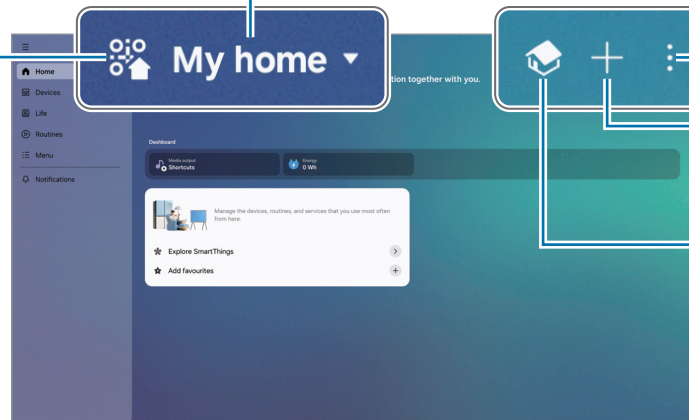 My home
tion together with you.
Home
Devices
Life
Routines
Menu
Notifications
Dashboard
Media output
Shortcuts
Energy
0 Wh
Manage the devices, routines, and services that you use most often
from here.
Explore SmartThings
Add favourites